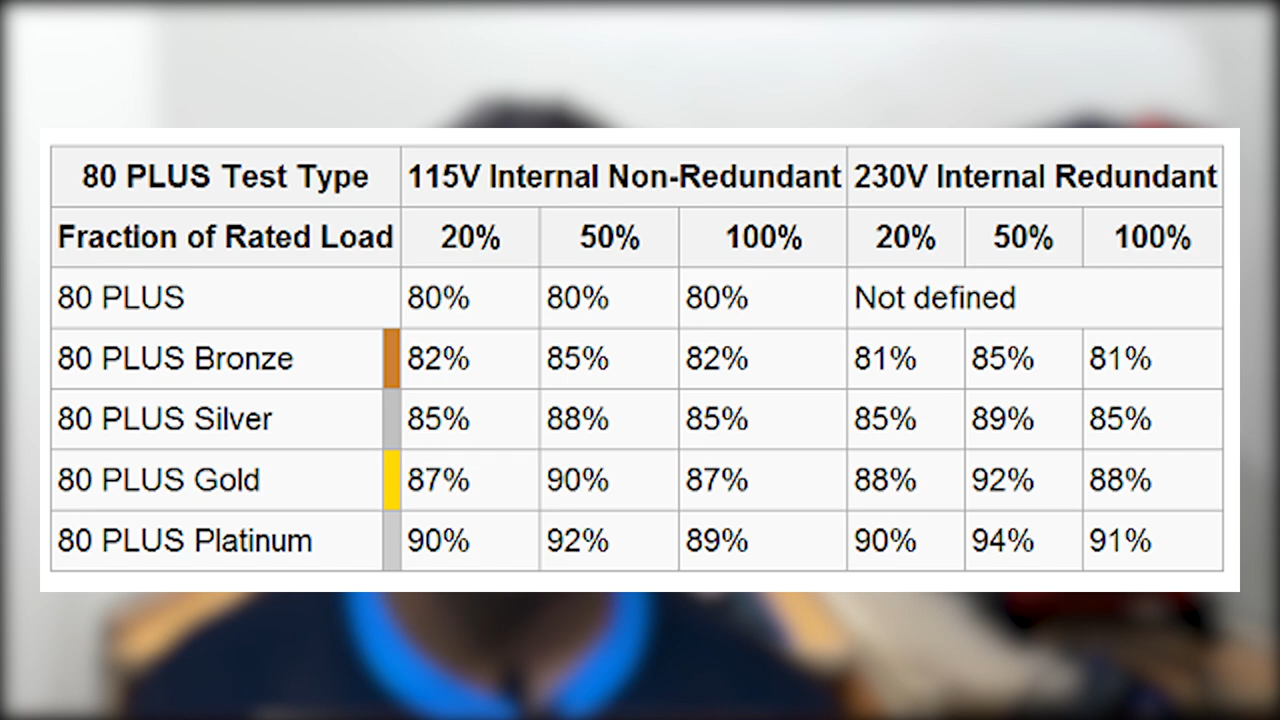 80 PLUS Test Type 115V Internal Non-Redundant 230V Internal Redundant
Fraction of Rated Load 20% 50% 100% 20% 50% 100%
80 PLUS 80% 80% 80% Not defined
80 PLUS Bronze 82% 85% 82% 81% 85% 81%
80 PLUS Silver 85% 88% 85% 85% 89% 85%
80 PLUS Gold 87% 90% 87% 88% 92% 88%
80 PLUS Platinum 90% 92% 89% 90% 94% 91%